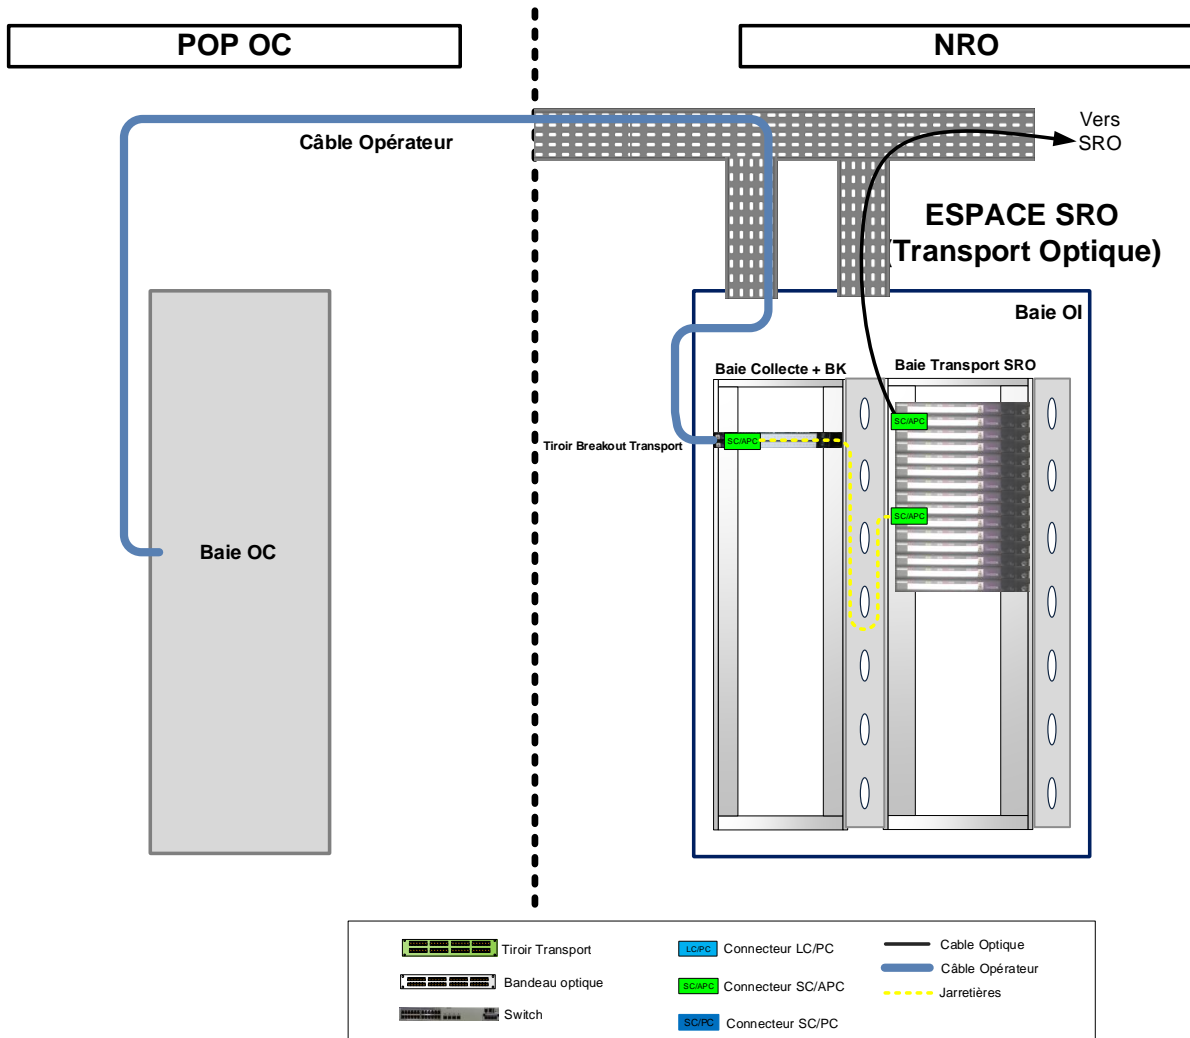 POP OC
NRO
Câble Opérateur
Vers
SRO
ESPACE SRO
(Transport Optique)
Baie OI
Baie Collecte + BK
Baie Transport SRO
SC/APC
Tiroir Breakout Transport
SC/APC
SC/APC
Baie OC
Tiroir Transport
LC/PC
Connecteur LC/PC
Cable Optique
Câble Opérateur
Bandeau optique
SC/APC
Connecteur SC/APC
Jarretières
Switch
SC/PC
Connecteur SC/PC